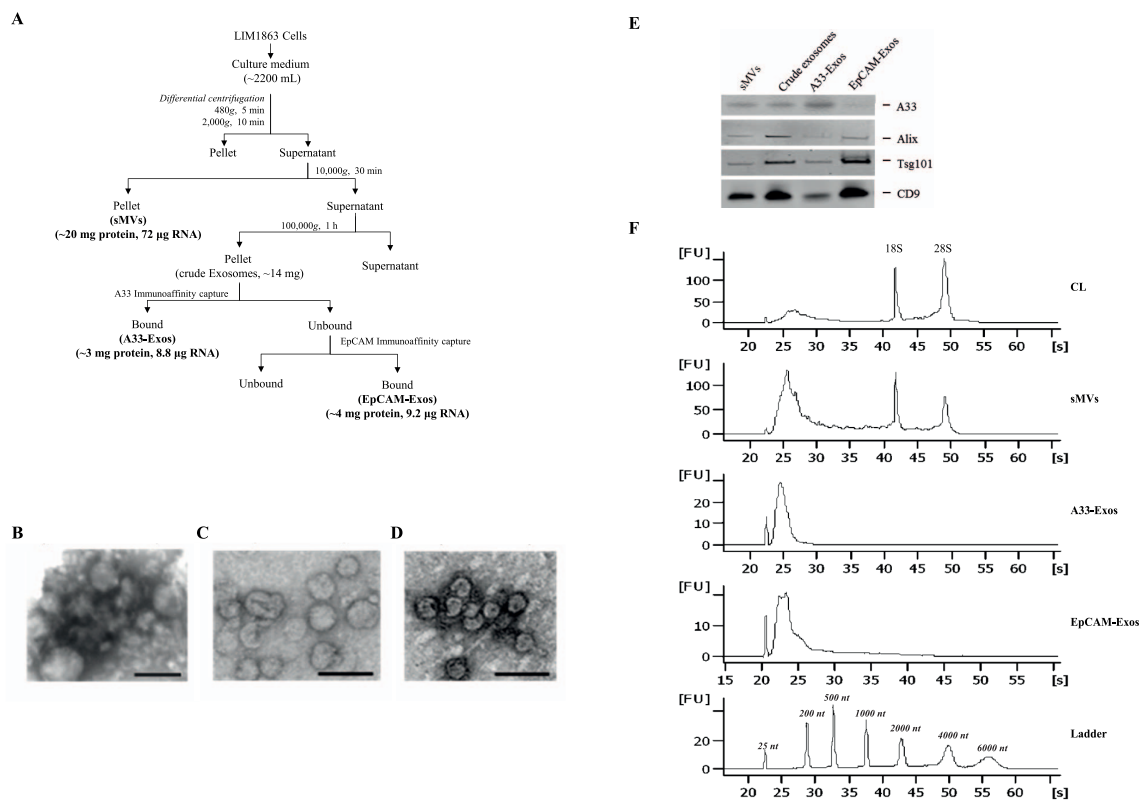 A
LIM1863 Cells
Culture medium
(~2200 mL)
Differential centrifugation
480g, 5 min
2,000g, 10 min
Pellet
Supernatant
10,000g, 30 min
Pellet
(sMVs)
(~20 mg protein, 72 µg RNA)
Supernatant
100,000g, 1 h
Pellet
(crude Exosomes, ~14 mg)
Supernatant
A33 Immunoaffinity capture
Bound
(A33-Exos)
(~3 mg protein, 8.8 µg RNA)
Unbound
EpCAM Immunoaffinity capture
Unbound
Bound
(EpCAM-Exos)
(~4 mg protein, 9.2 µg RNA)
B
C
D
E
sMVs
Crude exosomes
A33-Exos
EpCAM-Exos
A33
Alix
Tsg101
CD9
F
[FU]
100
50
0
18S
28S
20 25 30 35 40 45 50 55 60 [s]
CL
[FU]
100
50
0
20 25 30 35 40 45 50 55 60 [s]
sMVs
[FU]
20
10
0
20 25 30 35 40 45 50 55 60 [s]
A33-Exos
[FU]
10
0
15 20 25 30 35 40 45 50 55 60 [s]
EpCAM-Exos
[FU]
40
20
25 nt
200 nt
500 nt
1000 nt
2000 nt
4000 nt
6000 nt
20 25 30 35 40 45 50 55 60 [s]
Ladder